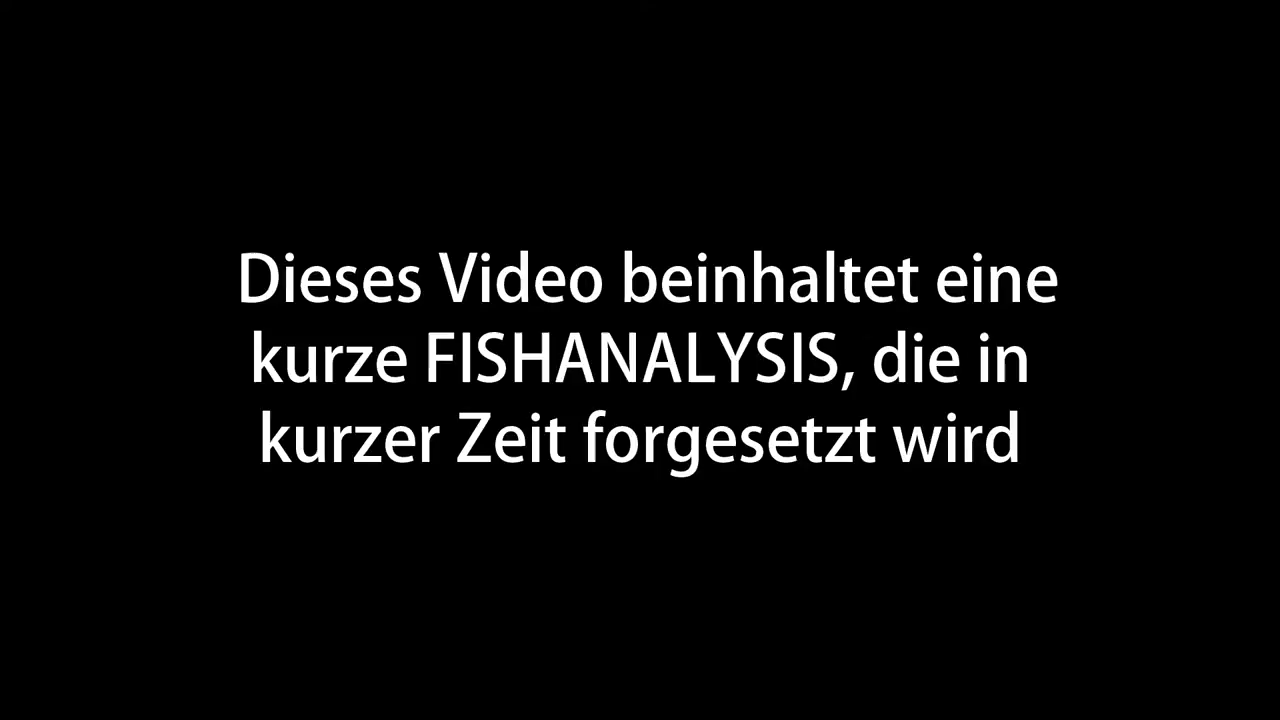 Dieses Video beinhaltet eine
kurze FISHANALYSIS, die in
kurzer Zeit forgesetzt wird